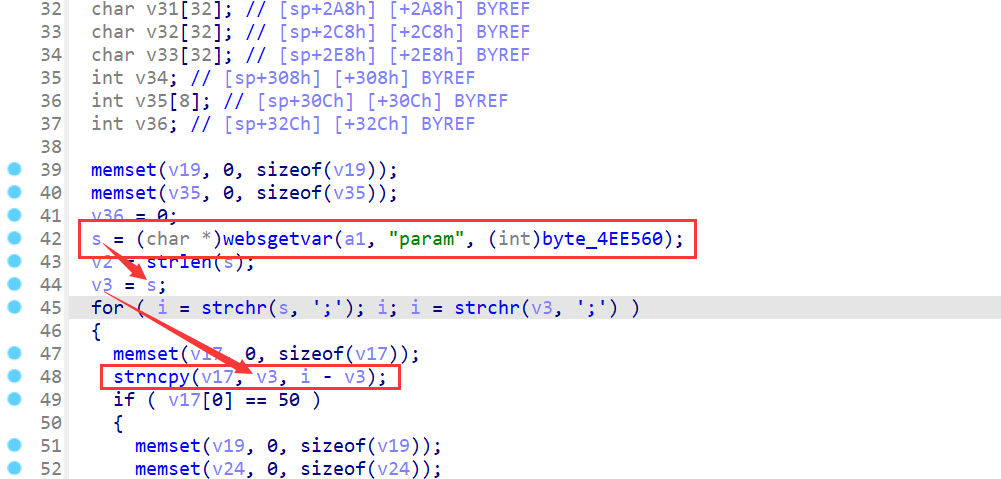 32 char v31[32]; // [sp+2A8h] [+2A8h] BYREF
33 char v32[32]; // [sp+2C8h] [+2C8h] BYREF
34 char v33[32]; // [sp+2E8h] [+2E8h] BYREF
35 int v34; // [sp+308h] [+308h] BYREF
36 int v35[8]; // [sp+30Ch] [+30Ch] BYREF
37 int v36; // [sp+32Ch] [+32Ch] BYREF
38
39 memset(v19, 0, sizeof(v19));
40 memset(v35, 0, sizeof(v35));
41 v36 = 0;
42 s = (char *)websgetvar(a1, "param", (int)byte_4EE560);
43 v2 = strlen(s);
44 v3 = s;
45 for ( i = strchr(s, ';'); i; i = strchr(v3, ';') )
46 {
47 memset(v17, 0, sizeof(v17));
48 strncpy(v17, v3, i - v3);
49 if ( v17[0] == 50 )
50 {
51 memset(v19, 0, sizeof(v19));
52 memset(v24, 0, sizeof(v24));